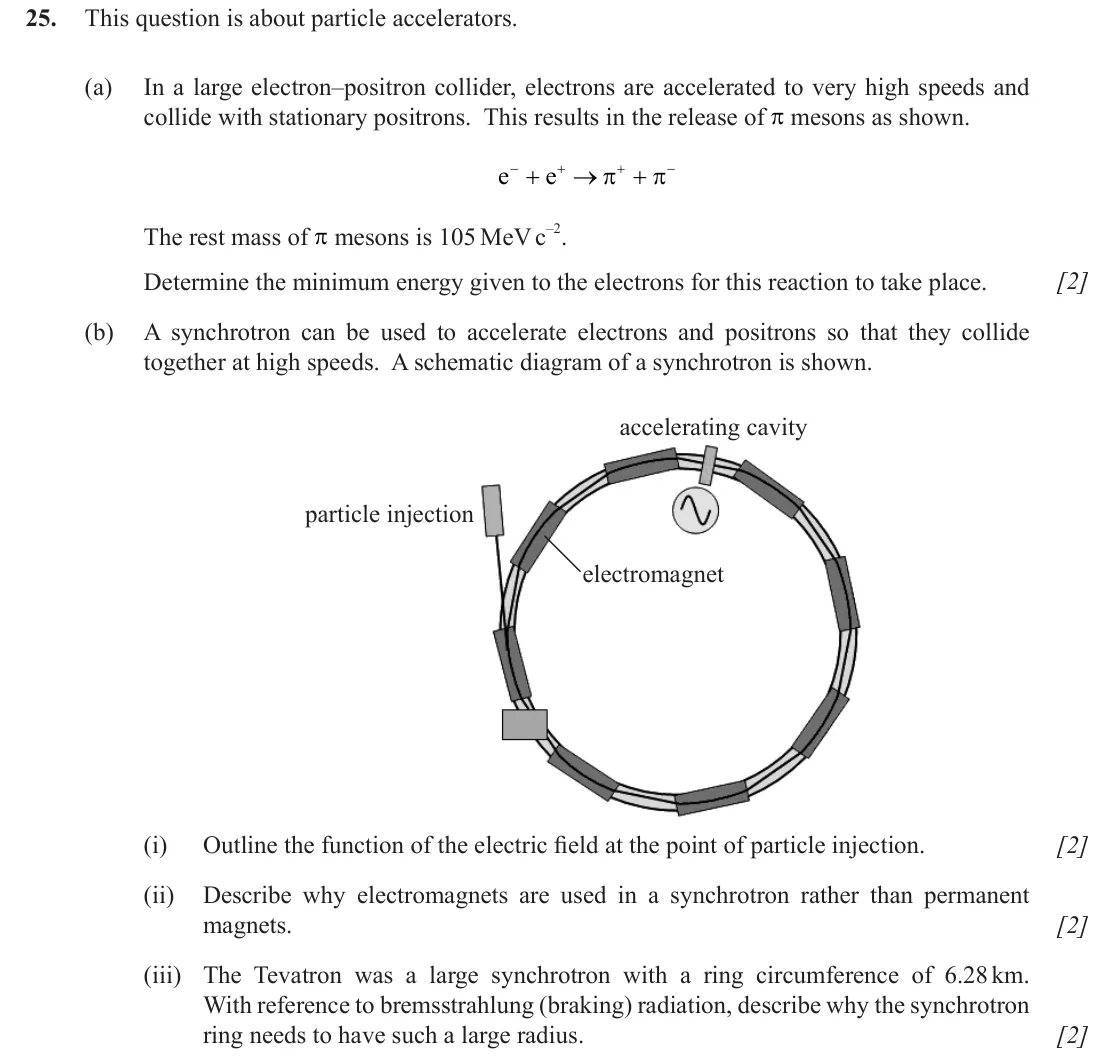 25. This question is about particle accelerators.
(a) In a large electron–positron collider, electrons are accelerated to very high speeds and
collide with stationary positrons. This results in the release of π mesons as shown.
e⁻ + e⁺ → π⁺ + π⁻
The rest mass of π mesons is 105 MeV c⁻².
Determine the minimum energy given to the electrons for this reaction to take place. [2]
(b) A synchrotron can be used to accelerate electrons and positrons so that they collide
together at high speeds. A schematic diagram of a synchrotron is shown.
accelerating cavity
particle injection
electromagnet
(i) Outline the function of the electric field at the point of particle injection. [2]
(ii) Describe why electromagnets are used in a synchrotron rather than permanent
magnets. [2]
(iii) The Tevatron was a large synchrotron with a ring circumference of 6.28 km.
With reference to bremsstrahlung (braking) radiation, describe why the synchrotron
ring needs to have such a large radius. [2]